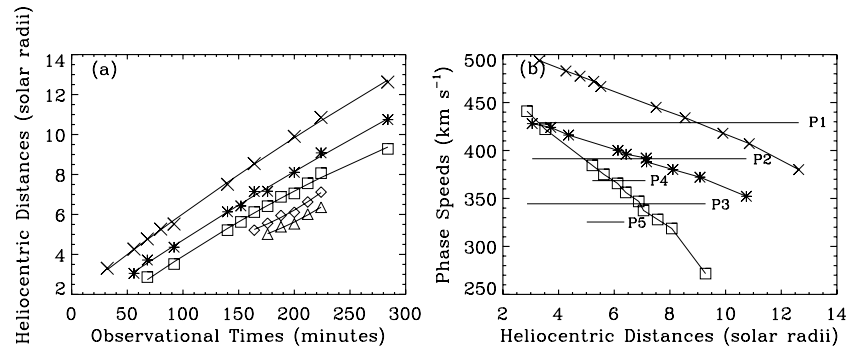 Heliocentric Distances (solar radii)
14
12
10
8
6
4
2
(a)
0 50 100 150 200 250 300
Observational Times (minutes)
Phase Speeds (km s⁻¹)
500
450
400
350
300
250
(b)
P1
P2
P4
P3
P5
2 4 6 8 10 12 14
Heliocentric Distances (solar radii)